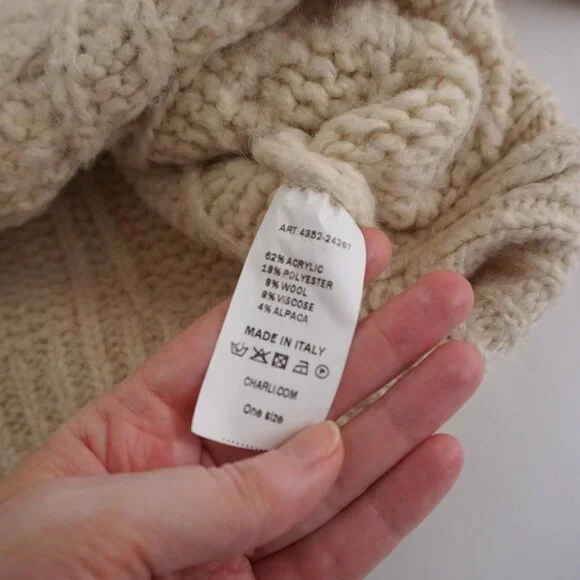 ART.4352-24267
62% ACRYLIC
18% POLYESTER
8% WOOL
8% VISCOSE
4% ALPACA
MADE IN ITALY
CHARLI.COM
One size